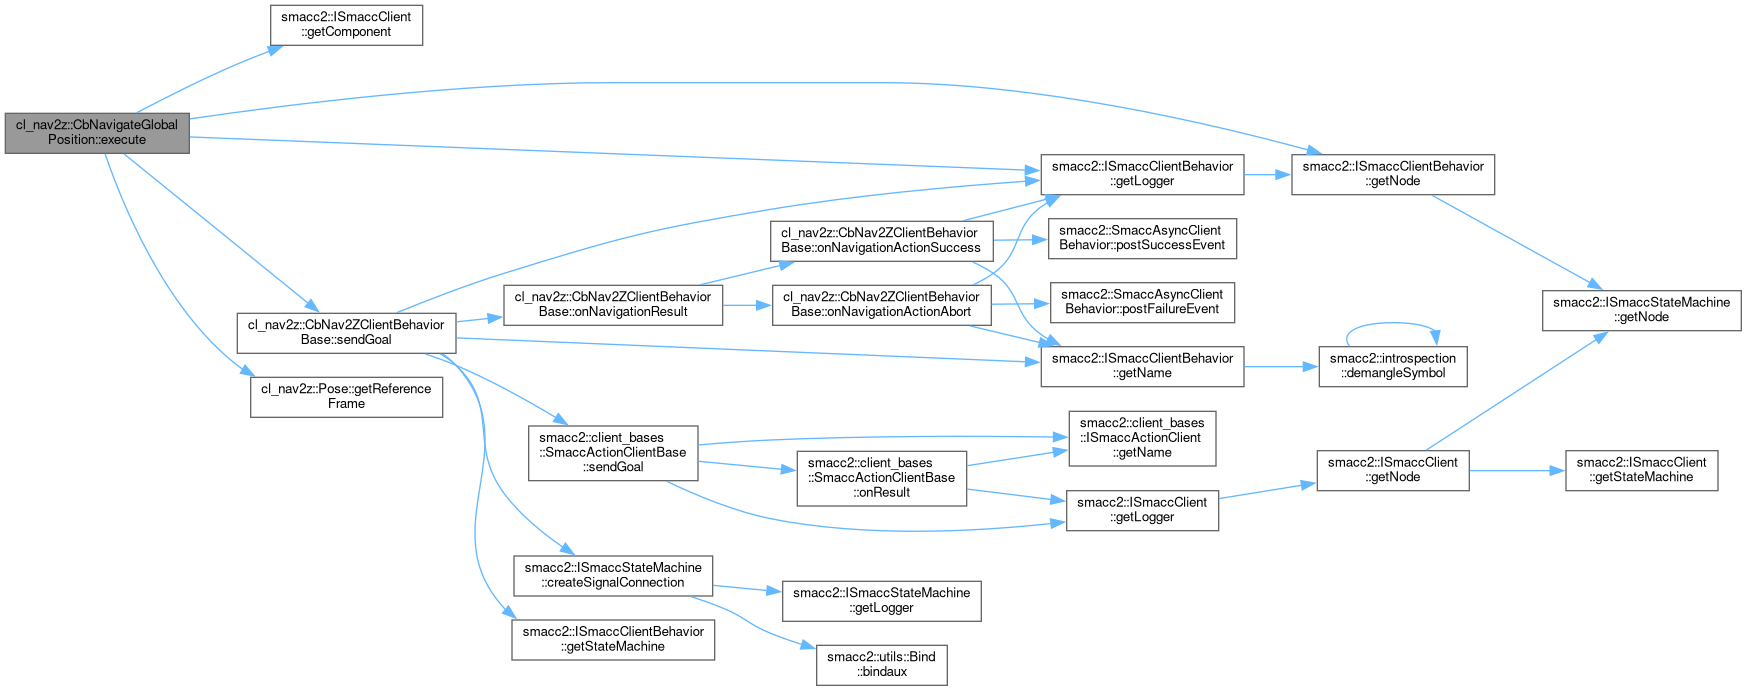 smacc2::ISmaccClient
::getComponent
cl_nav2z::CbNavigateGlobal
Position::execute
smacc2::ISmaccClientBehavior
::getLogger
smacc2::ISmaccClientBehavior
::getNode
cl_nav2z::CbNav2ZClientBehavior
Base::onNavigationActionSuccess
smacc2::SmaccAsyncClient
Behavior::postSuccessEvent
cl_nav2z::CbNav2ZClientBehavior
Base::onNavigationResult
cl_nav2z::CbNav2ZClientBehavior
Base::onNavigationActionAbort
smacc2::SmaccAsyncClient
Behavior::postFailureEvent
smacc2::ISmaccStateMachine
::getNode
cl_nav2z::CbNav2ZClientBehavior
Base::sendGoal
smacc2::ISmaccClientBehavior
::getName
smacc2::introspection
::demangleSymbol
cl_nav2z::Pose::getReference
Frame
smacc2::client_bases
::SmaccActionClientBase
::sendGoal
smacc2::client_bases
::ISmaccActionClient
::getName
smacc2::client_bases
::SmaccActionClientBase
::onResult
smacc2::ISmaccClient
::getNode
smacc2::ISmaccClient
::getStateMachine
smacc2::ISmaccClient
::getLogger
smacc2::ISmaccStateMachine
::createSignalConnection
smacc2::ISmaccStateMachine
::getLogger
smacc2::ISmaccClientBehavior
::getStateMachine
smacc2::utils::Bind
::bindaux